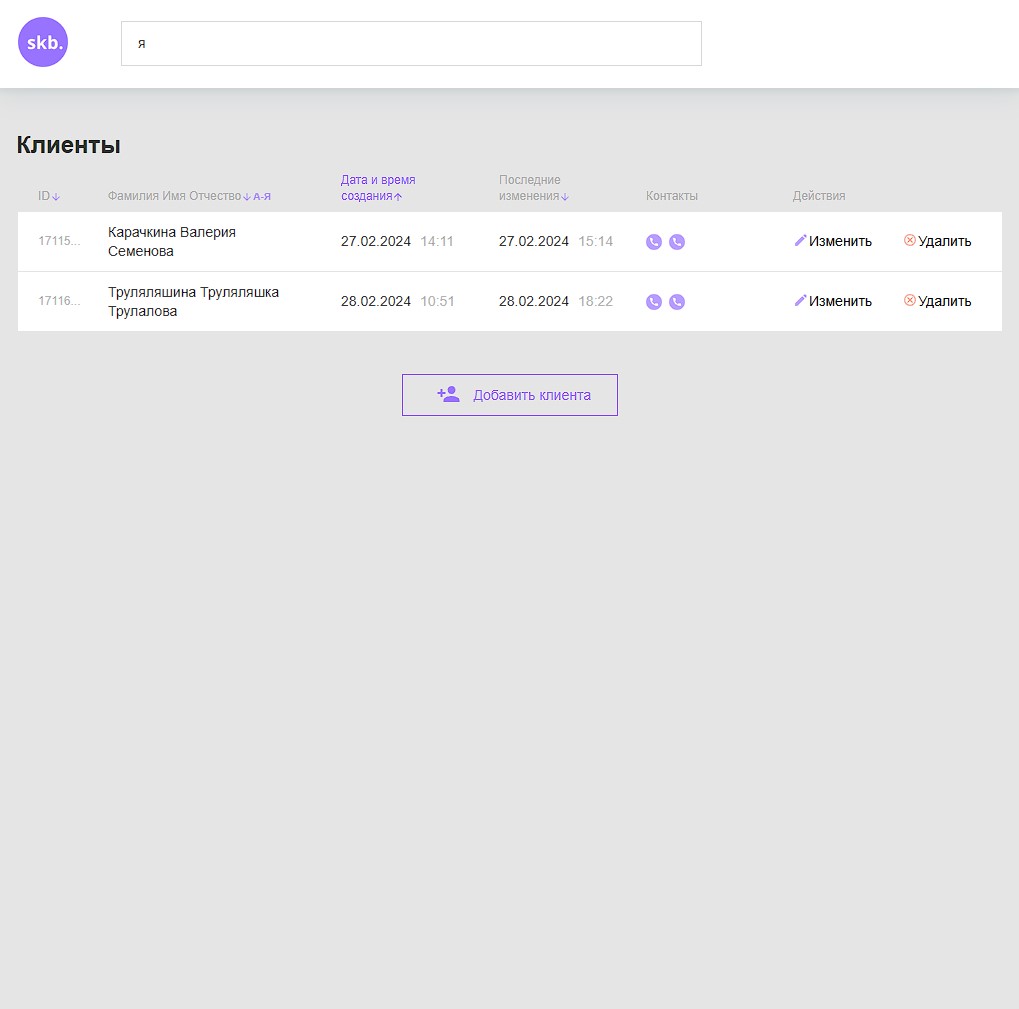 skb.
я
Клиенты
ID Фамилия Имя Отчество А-Я Дата и время создания Последние изменения Контакты Действия
17115... Карачкина Валерия Семенова 27.02.2024 14:11 27.02.2024 15:14 Изменить Удалить
17116... Труляляшина Труляляшка Трулалова 28.02.2024 10:51 28.02.2024 18:22 Изменить Удалить
Добавить клиента